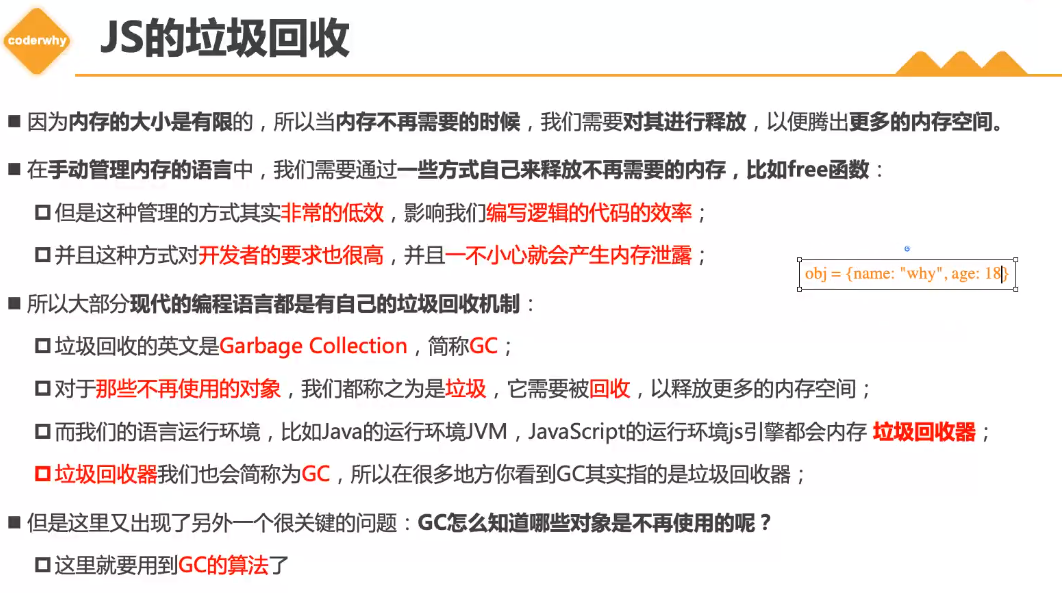 coderwhy
JS的垃圾回收
因为内存的大小是有限的，所以当内存不再需要的时候，我们需要对其进行释放，以便腾出更多的内存空间。
在手动管理内存的语言中，我们需要通过一些方式自己来释放不再需要的内存，比如free函数：
但是这种管理的方式其实非常的低效，影响我们编写逻辑的代码的效率；
并且这种方式对开发者的要求也很高，并且一不小心就会产生内存泄露；
obj = {name: "why", age: 18}
所以大部分现代的编程语言都是有自己的垃圾回收机制：
垃圾回收的英文是Garbage Collection，简称GC；
对于那些不再使用的对象，我们都称之为是垃圾，它需要被回收，以释放更多的内存空间；
而我们的语言运行环境，比如Java的运行环境JVM，JavaScript的运行环境js引擎都会内存 垃圾回收器；
垃圾回收器我们也会简称为GC，所以在很多地方你看到GC其实指的是垃圾回收器；
但是这里又出现了另外一个很关键的问题：GC怎么知道哪些对象是不再使用的呢？
这里就要用到GC的算法了